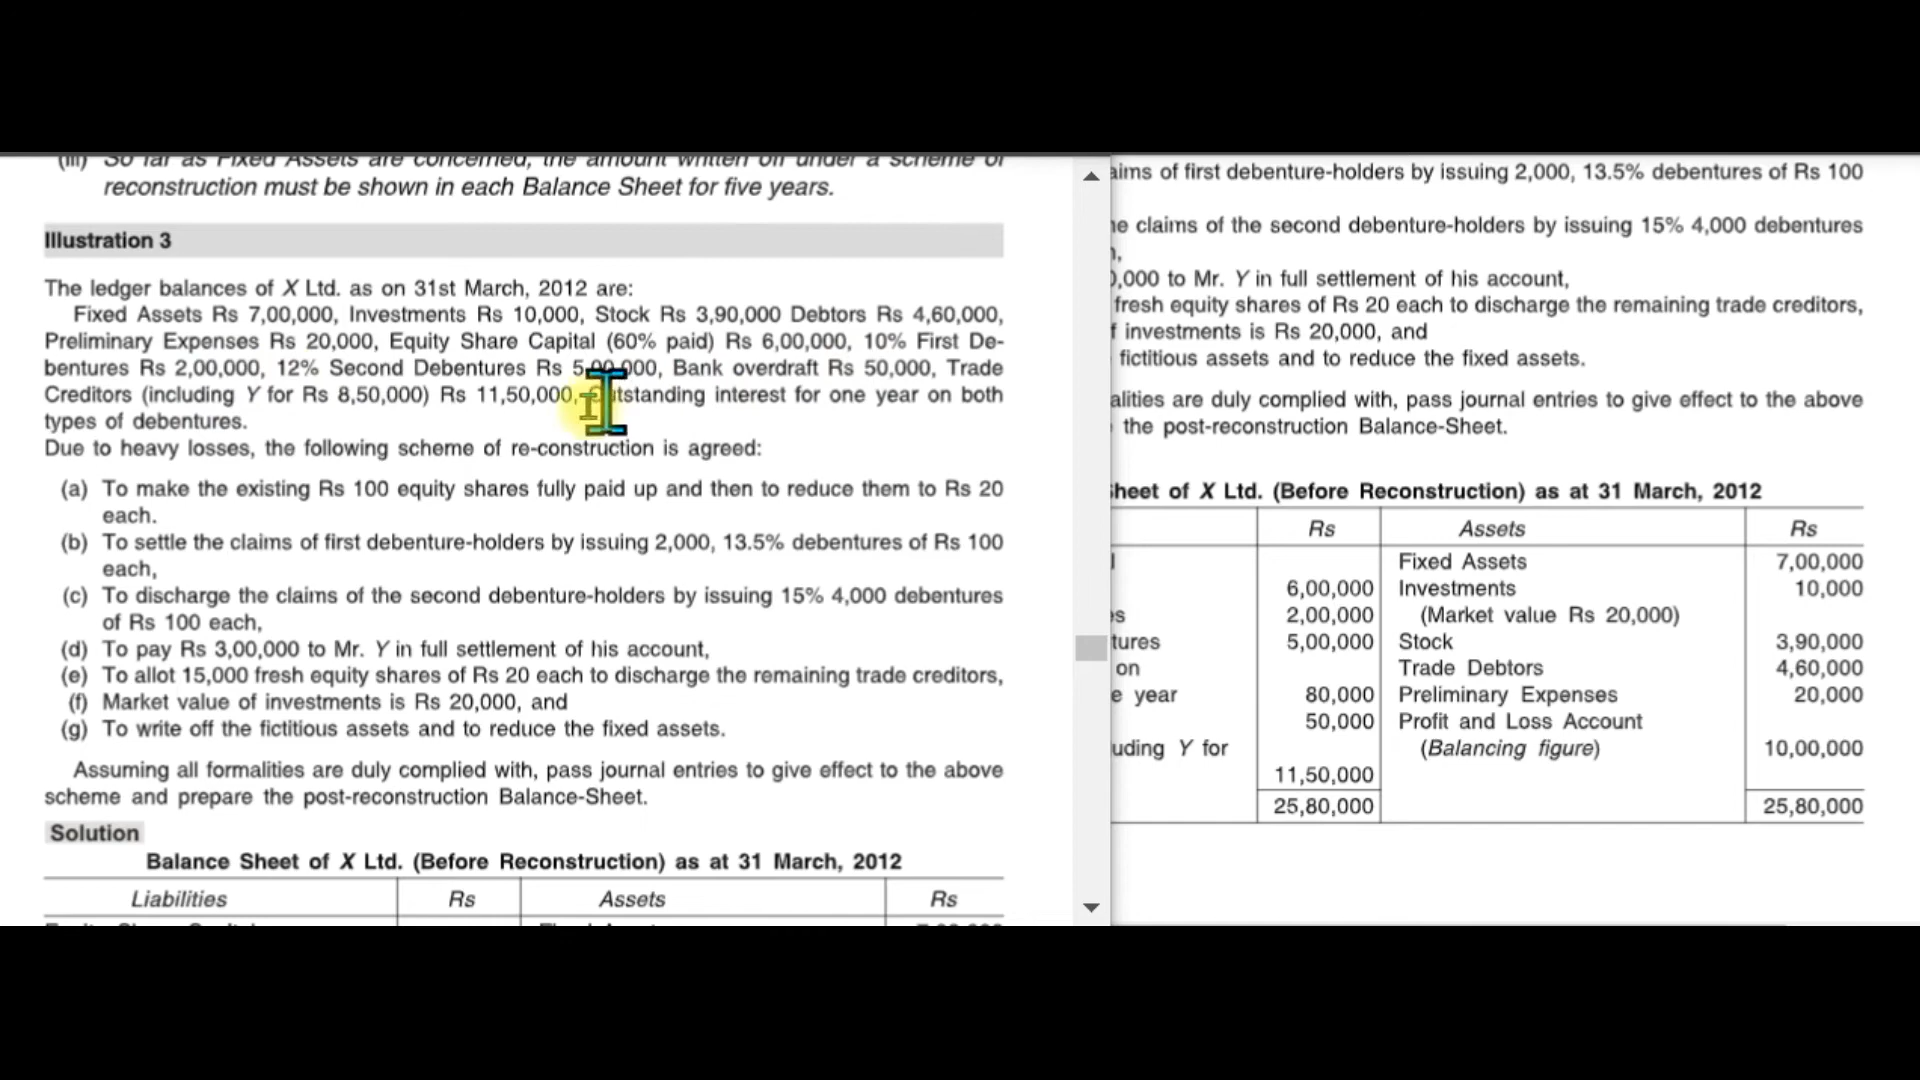 (iii) So far as Fixed Assets are concerned, the amount written off under a scheme of
reconstruction must be shown in each Balance Sheet for five years.
Illustration 3
The ledger balances of X Ltd. as on 31st March, 2012 are:
Fixed Assets Rs 7,00,000, Investments Rs 10,000, Stock Rs 3,90,000 Debtors Rs 4,60,000,
Preliminary Expenses Rs 20,000, Equity Share Capital (60% paid) Rs 6,00,000, 10% First De-
bentures Rs 2,00,000, 12% Second Debentures Rs 5,00,000, Bank overdraft Rs 50,000, Trade
Creditors (including Y for Rs 8,50,000) Rs 11,50,000, Outstanding interest for one year on both
types of debentures.
Due to heavy losses, the following scheme of re-construction is agreed:
(a) To make the existing Rs 100 equity shares fully paid up and then to reduce them to Rs 20
each.
(b) To settle the claims of first debenture-holders by issuing 2,000, 13.5% debentures of Rs 100
each,
(c) To discharge the claims of the second debenture-holders by issuing 15% 4,000 debentures
of Rs 100 each,
(d) To pay Rs 3,00,000 to Mr. Y in full settlement of his account,
(e) To allot 15,000 fresh equity shares of Rs 20 each to discharge the remaining trade creditors,
(f) Market value of investments is Rs 20,000, and
(g) To write off the fictitious assets and to reduce the fixed assets.
Assuming all formalities are duly complied with, pass journal entries to give effect to the above
scheme and prepare the post-reconstruction Balance-Sheet.
Solution
Balance Sheet of X Ltd. (Before Reconstruction) as at 31 March, 2012
Liabilities Rs Assets Rs
aims of first debenture-holders by issuing 2,000, 13.5% debentures of Rs 100
e claims of the second debenture-holders by issuing 15% 4,000 debentures
,000 to Mr. Y in full settlement of his account,
fresh equity shares of Rs 20 each to discharge the remaining trade creditors,
f investments is Rs 20,000, and
fictitious assets and to reduce the fixed assets.
alities are duly complied with, pass journal entries to give effect to the above
the post-reconstruction Balance-Sheet.
heet of X Ltd. (Before Reconstruction) as at 31 March, 2012
Rs Assets Rs
Fixed Assets 7,00,000
6,00,000 Investments 10,000
s 2,00,000 (Market value Rs 20,000)
tures 5,00,000 Stock 3,90,000
on Trade Debtors 4,60,000
e year 80,000 Preliminary Expenses 20,000
50,000 Profit and Loss Account
uding Y for (Balancing figure) 10,00,000
11,50,000
25,80,000 25,80,000